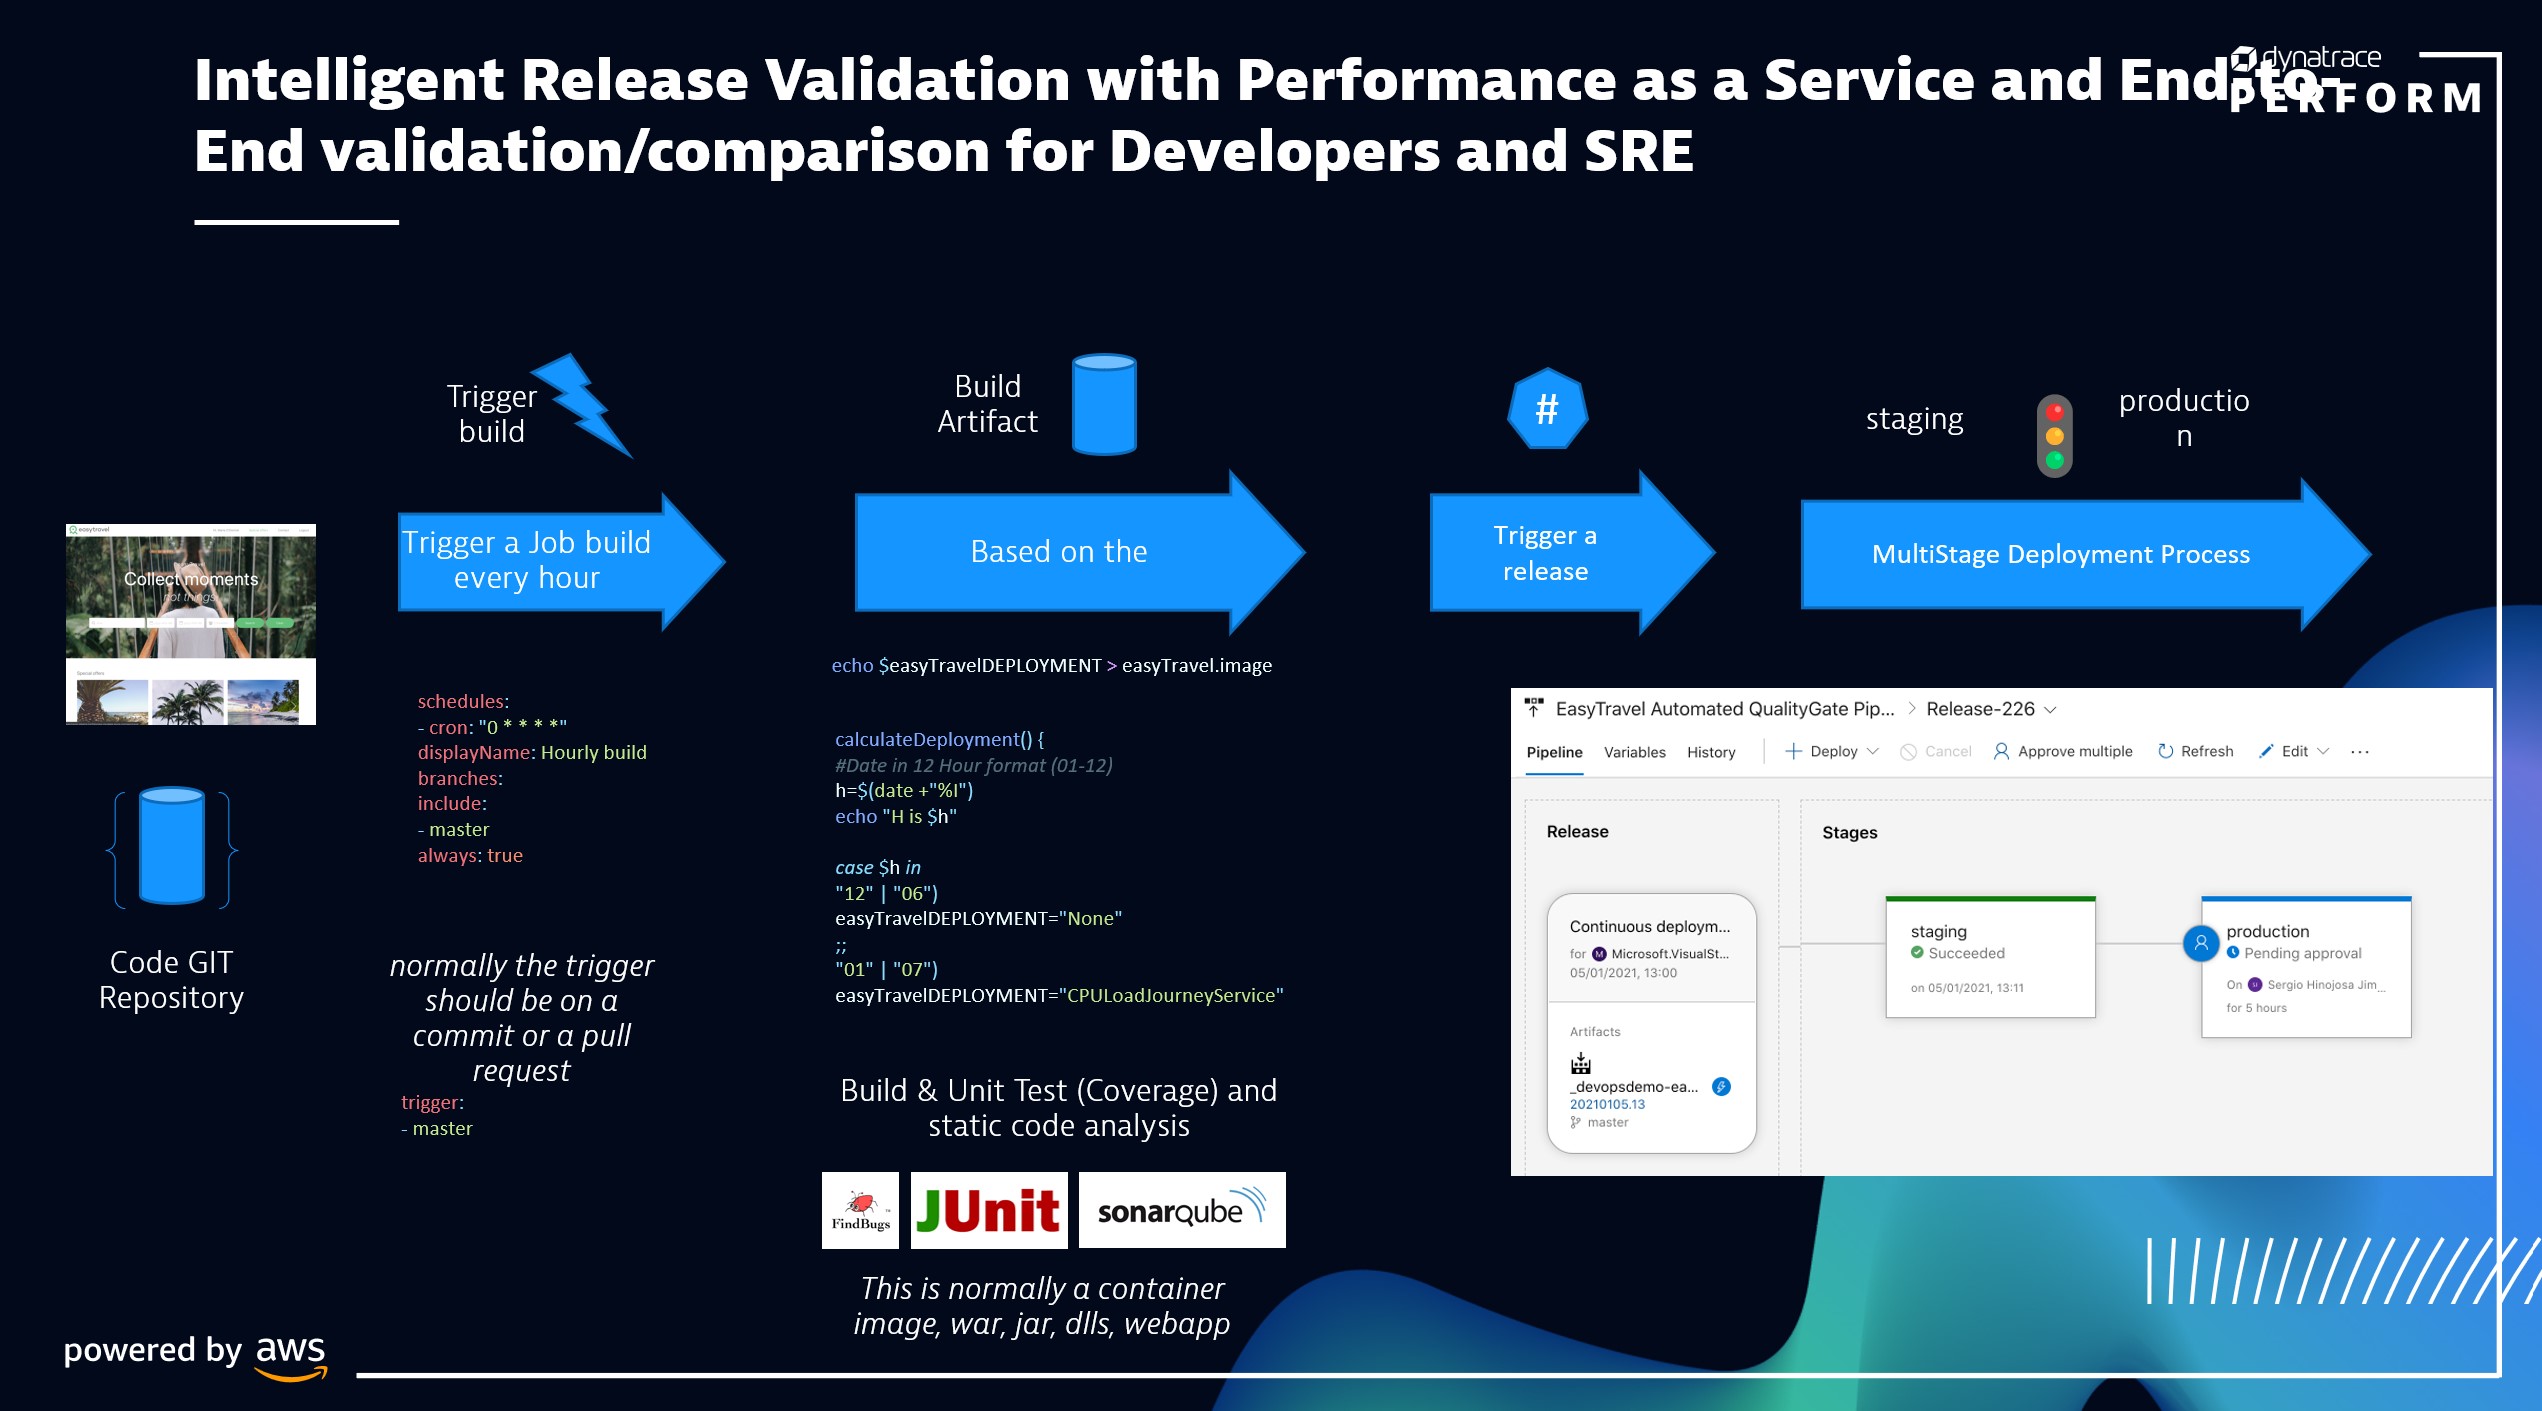 Intelligent Release Validation with Performance as a Service and End-to-
End validation/comparison for Developers and SRE
dynatrace
PERFORM
Trigger
build
Build
Artifact
#
staging
productio
n
Trigger a Job build
every hour
Based on the
Trigger a
release
MultiStage Deployment Process
easytravel
Collect moments
not things
Special offers
Code GIT
Repository
schedules:
- cron: "0 * * * *"
displayName: Hourly build
branches:
include:
- master
always: true
normally the trigger
should be on a
commit or a pull
request
trigger:
- master
echo $easyTravelDEPLOYMENT > easyTravel.image
calculateDeployment() {
#Date in 12 Hour format (01-12)
h=$(date +"%I")
echo "H is $h"
case $h in
"12" | "06")
easyTravelDEPLOYMENT="None"
;;
"01" | "07")
easyTravelDEPLOYMENT="CPULoadJourneyService"
Build & Unit Test (Coverage) and
static code analysis
FindBugs
JUnit
sonarqube
This is normally a container
image, war, jar, dlls, webapp
EasyTravel Automated QualityGate Pip... > Release-226
Pipeline Variables History Deploy Cancel Approve multiple Refresh Edit ...
Release
Stages
Continuous deploym...
for M Microsoft.VisualSt...
05/01/2021, 13:00
Artifacts
_devopsdemo-ea...
20210105.13
master
staging
Succeeded
on 05/01/2021, 13:11
production
Pending approval
On Sergio Hinojosa Jim...
for 5 hours
powered by aws